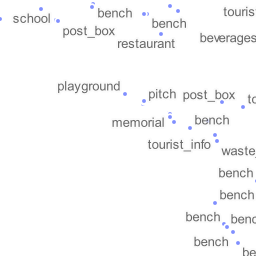 bench
touris
school
bench
post_box
restaurant
beverages
playground
pitch
post_box
to
memorial
bench
tourist_info
waste_
bench
bench
bench
benc
bench
be